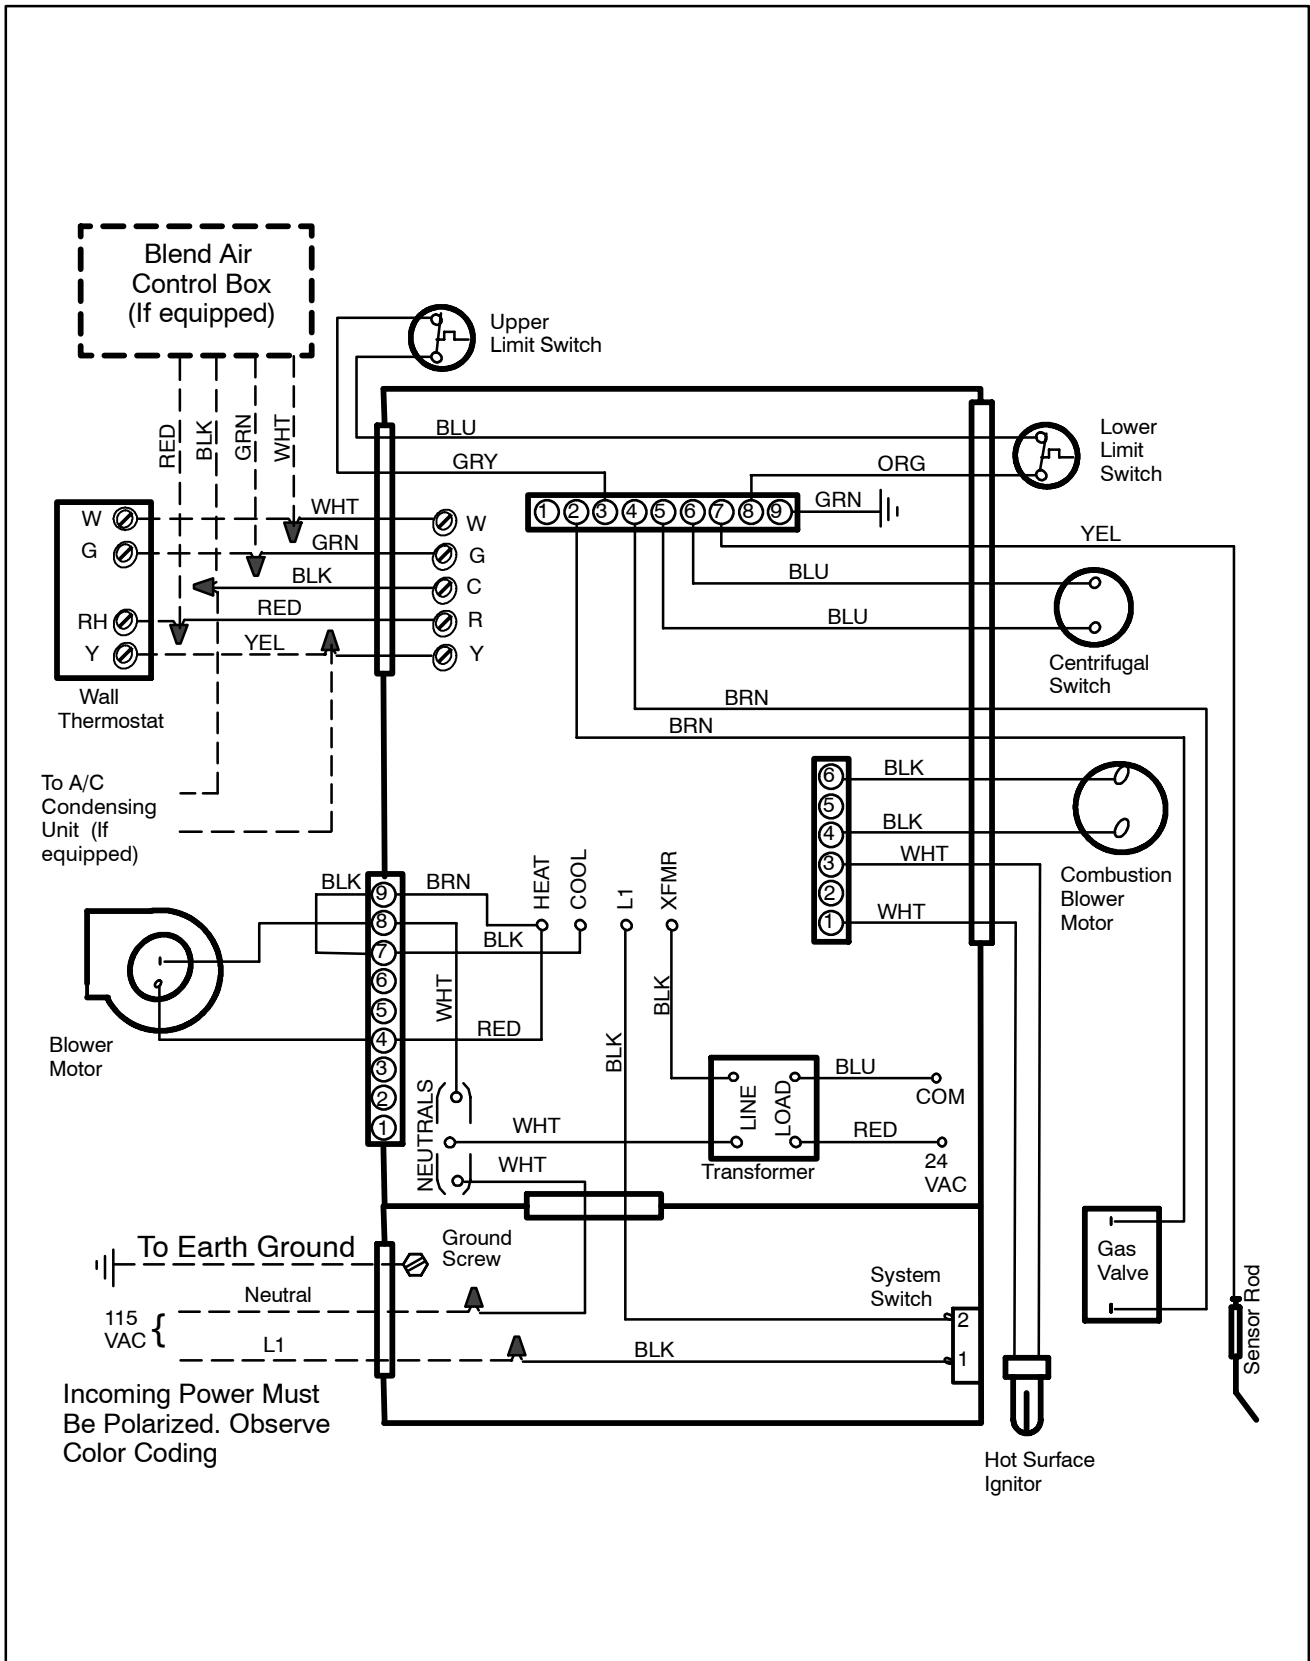 Blend Air
Control Box
(If equipped)
RED
BLK
GRN
WHT
Upper
Limit Switch
BLU
GRY
ORG
Lower
Limit
Switch
W
G
RH
Y
Wall
Thermostat
WHT
GRN
BLK
RED
YEL
W
G
C
R
Y
1 2 3 4 5 6 7 8 9
GRN
YEL
BLU
BLU
Centrifugal
Switch
BRN
BRN
To A/C
Condensing
Unit (If
equipped)
6
5
4
3
2
1
BLK
BLK
WHT
WHT
Combustion
Blower
Motor
BLK
9
8
7
6
5
4
3
2
1
BRN
BLK
WHT
RED
HEAT
COOL
L1
XFMR
BLK
BLK
Blower
Motor
NEUTRALS
WHT
WHT
LINE
LOAD
Transformer
BLU
COM
RED
24
VAC
To Earth Ground
Ground
Screw
Neutral
115
VAC {
L1
BLK
System
Switch
2
1
Incoming Power Must
Be Polarized. Observe
Color Coding
Gas
Valve
Sensor Rod
Hot Surface
Ignitor